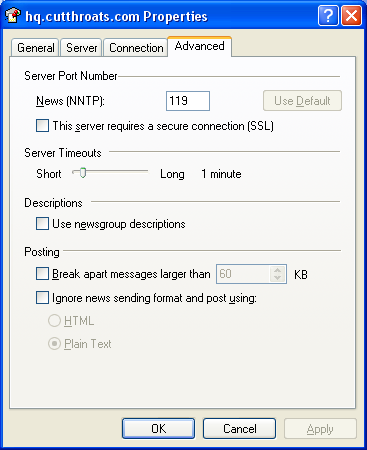 hq.cutthroats.com Properties
General Server Connection Advanced
Server Port Number
News (NNTP): 119 Use Default
This server requires a secure connection (SSL)
Server Timeouts
Short Long 1 minute
Descriptions
Use newsgroup descriptions
Posting
Break apart messages larger than 60 KB
Ignore news sending format and post using:
HTML
Plain Text
OK Cancel Apply